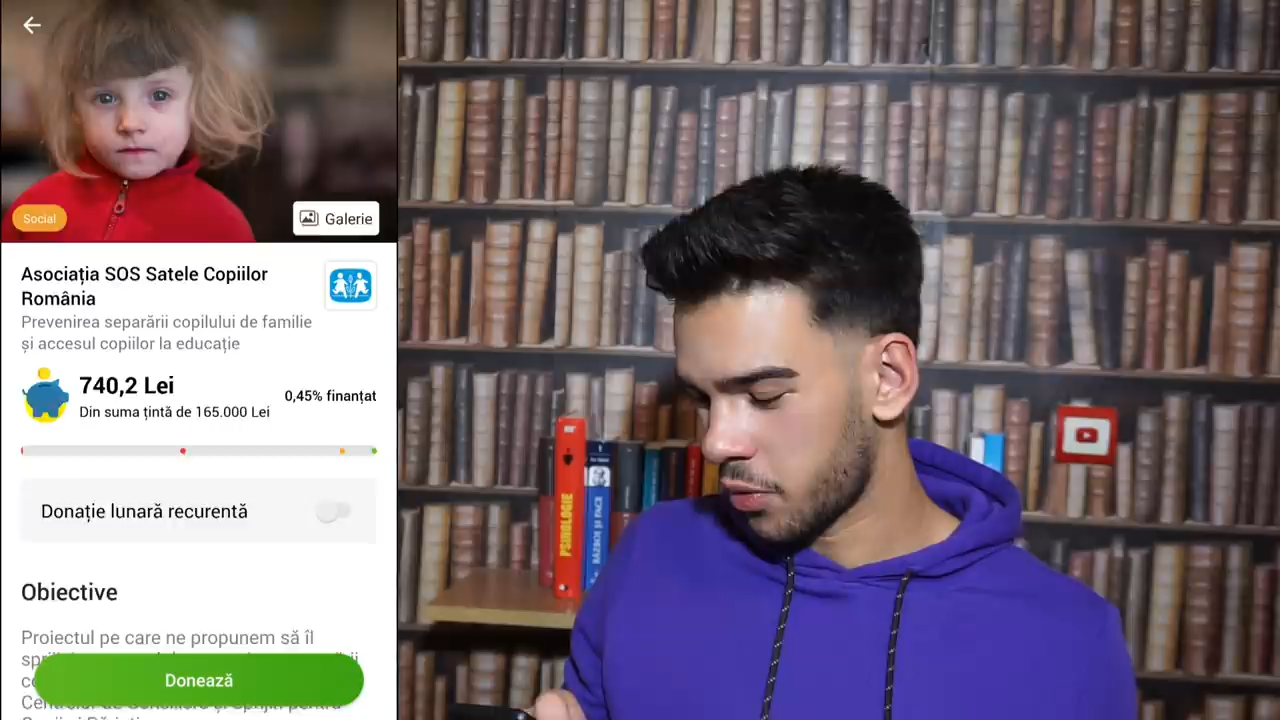 Social
Galerie
Asociația SOS Satele Copiilor
România
Prevenirea separării copilului de familie
și accesul copiilor la educație
740,2 Lei
Din suma țintă de 165.000 Lei
0,45% finanțat
Donație lunară recurentă
Obiective
Proiectul pe care ne propunem să îl
Donează
PSIHOLOGIE
RĂZBOI ȘI PACE